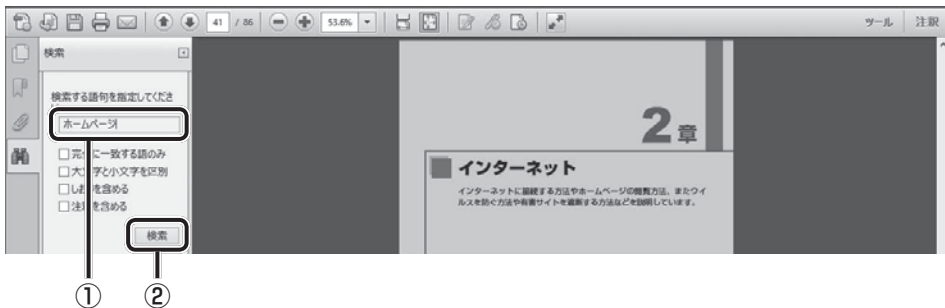 41 / 86 53.6% ツール 注釈
検索
検索する語句を指定してくださ
ホームページ
完全に一致する語のみ
大文字と小文字を区別
しおりを含める
注釈を含める
検索
① ②
2章
インターネット
インターネットに接続する方法やホームページの閲覧方法、またウイ
ルスを防ぐ方法や有害サイトを遮断する方法などを説明しています。